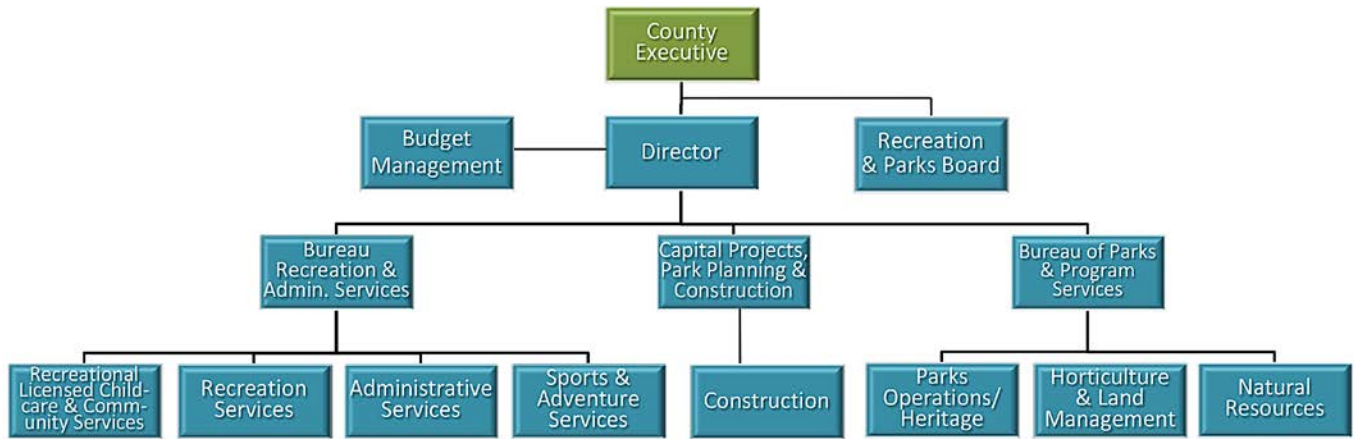 County
Executive
Budget
Management
Director
Recreation
& Parks Board
Bureau
Recreation &
Admin. Services
Capital Projects,
Park Planning &
Construction
Bureau of Parks
& Program
Services
Recreational
Licensed Child-
care & Comm-
unity Services
Recreation
Services
Administrative
Services
Sports &
Adventure
Services
Construction
Parks
Operations/
Heritage
Horticulture
& Land
Management
Natural
Resources